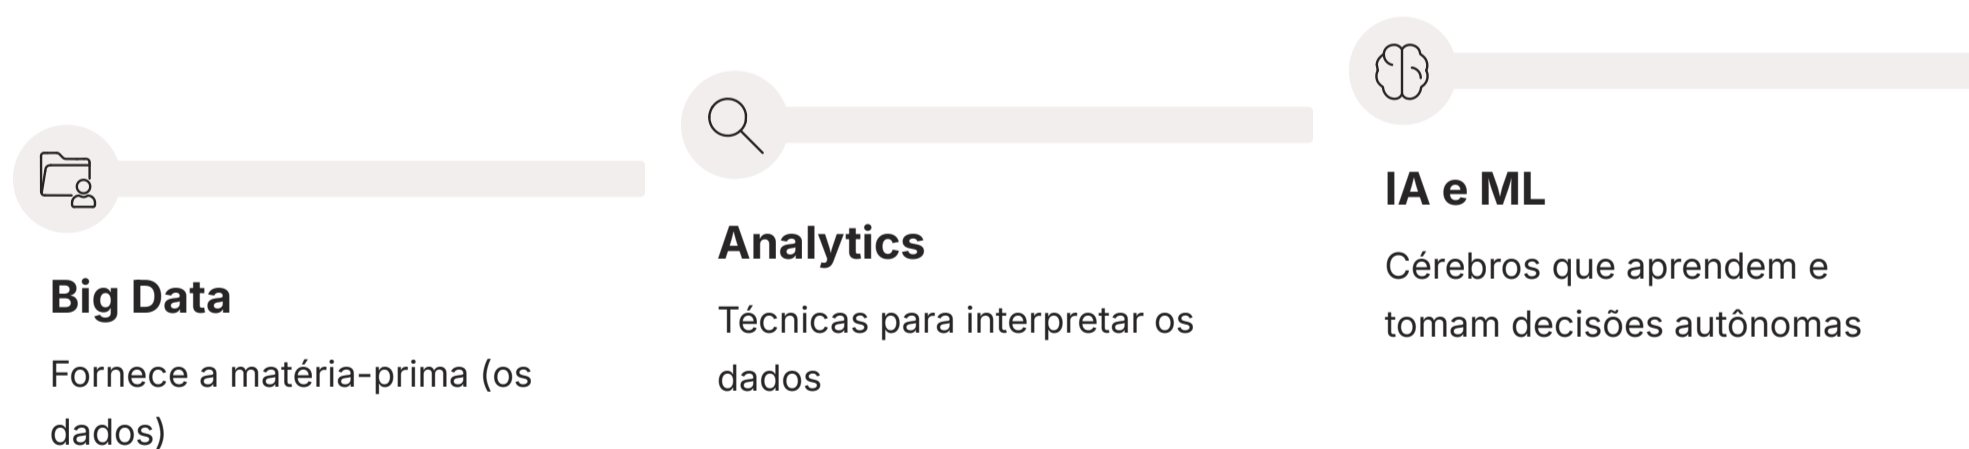 Big Data
Fornece a matéria-prima (os
dados)
Analytics
Técnicas para interpretar os
dados
IA e ML
Cérebros que aprendem e
tomam decisões autônomas